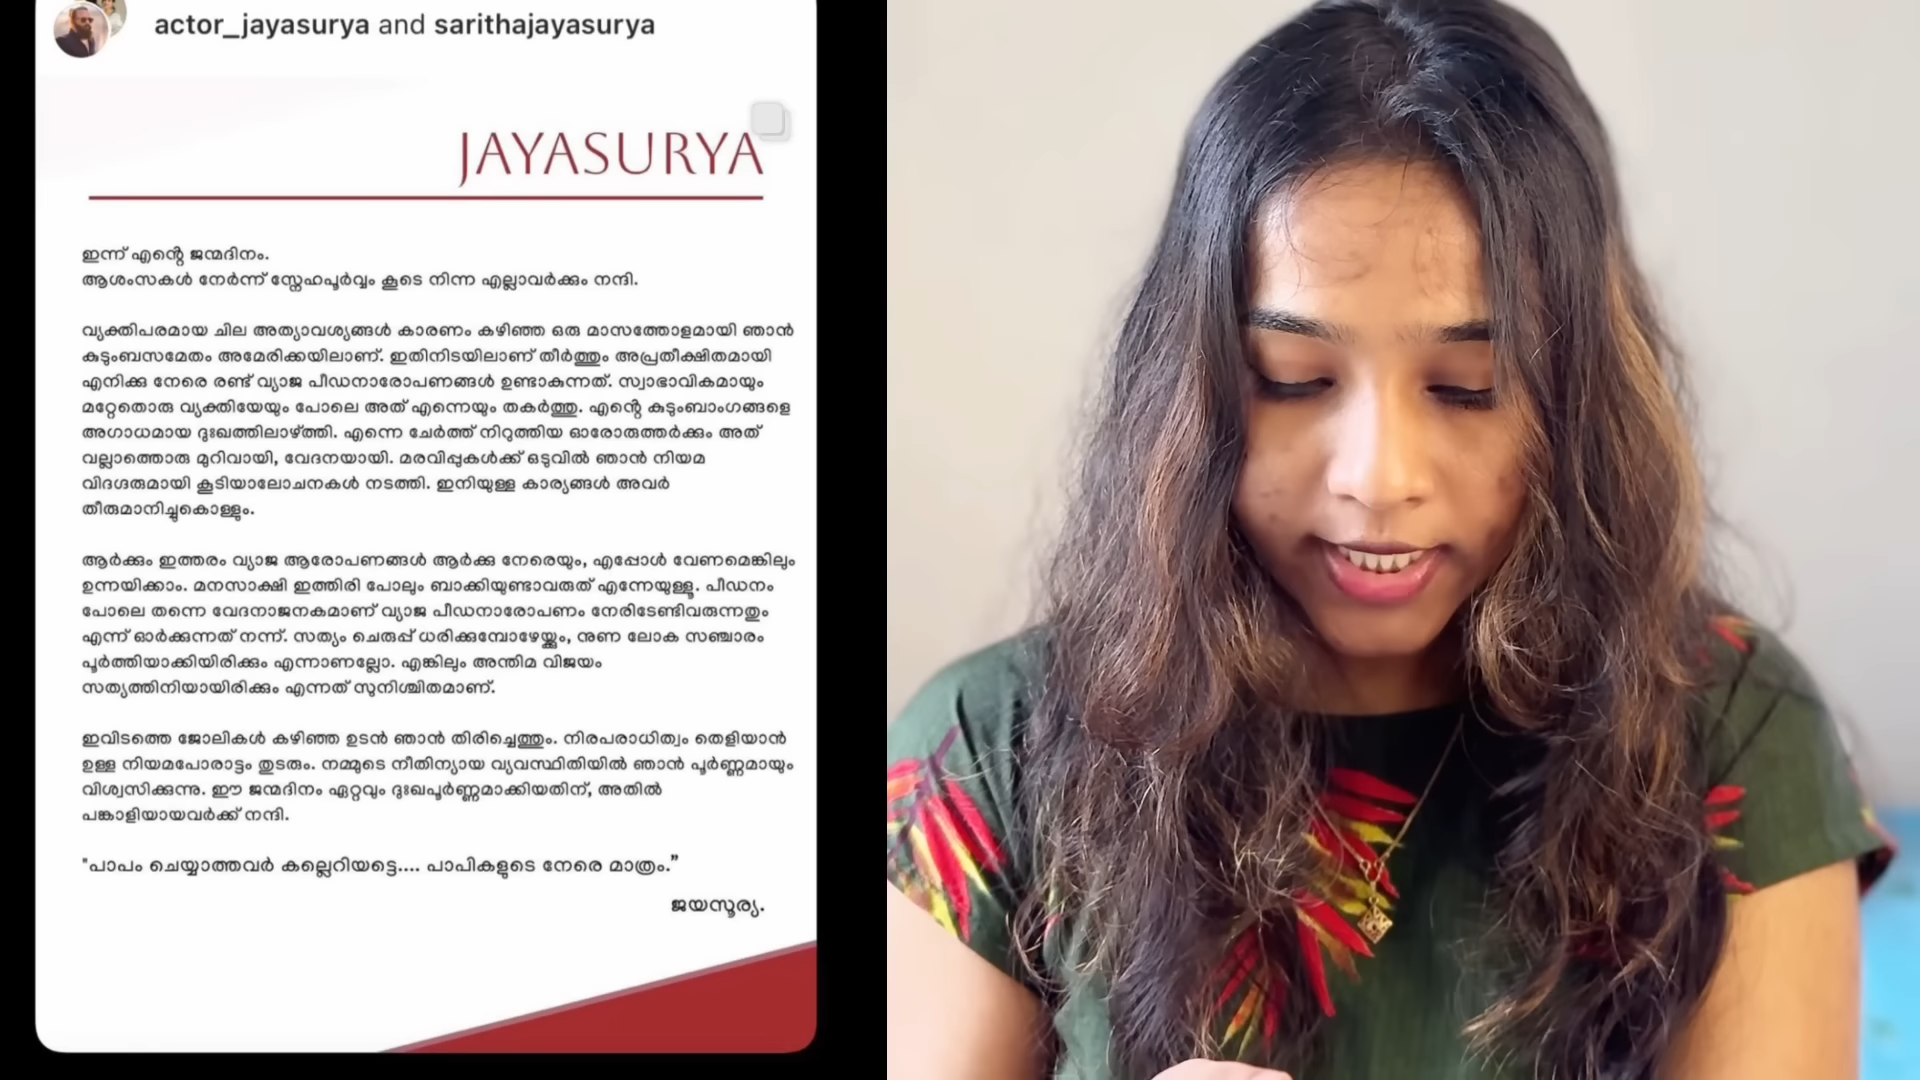 actor_jayasurya and sarithajayasurya
JAYASURYA
ഇന്ന് എന്റെ ജന്മദിനം.
ആശംസകൾ നേർന്ന് സ്നേഹപൂർവ്വം കൂടെ നിന്ന എല്ലാവർക്കും നന്ദി.
വ്യക്തിപരമായ ചില അത്യാവശ്യങ്ങൾ കാരണം കഴിഞ്ഞ ഒരു മാസത്തോളമായി ഞാൻ
കുടുംബസമേതം അമേരിക്കയിലാണ്. ഇതിനിടയിലാണ് തീർത്തും അപ്രതീക്ഷിതമായി
എനിക്കു നേരെ രണ്ട് വ്യാജ പീഡനാരോപണങ്ങൾ ഉണ്ടാകുന്നത്. സ്വാഭാവികമായും
മറ്റേതൊരു വ്യക്തിയേയും പോലെ അത് എന്നെയും തകർത്തു. എന്റെ കുടുംബാംഗങ്ങളെ
അഗാധമായ ദുഃഖത്തിലാഴ്ത്തി. എന്നെ ചേർത്ത് നിറുത്തിയ ഓരോരുത്തർക്കും അത്
വല്ലാത്തൊരു മുറിവായി, വേദനയായി. മരവിപ്പുകൾക്ക് ഒടുവിൽ ഞാൻ നിയമ
വിദഗ്ദരുമായി കൂടിയാലോചനകൾ നടത്തി. ഇനിയുള്ള കാര്യങ്ങൾ അവർ
തീരുമാനിച്ചുകൊള്ളും.
ആർക്കും ഇത്തരം വ്യാജ ആരോപണങ്ങൾ ആർക്കു നേരെയും, എപ്പോൾ വേണമെങ്കിലും
ഉന്നയിക്കാം. മനസാക്ഷി ഇത്തിരി പോലും ബാക്കിയുണ്ടാവരുത് എന്നേയുള്ളൂ. പീഡനം
പോലെ തന്നെ വേദനാജനകമാണ് വ്യാജ പീഡനാരോപണം നേരിടേണ്ടിവരുന്നതും
എന്ന് ഓർക്കുന്നത് നന്ന്. സത്യം ചെരുപ്പ് ധരിക്കുമ്പോഴേയ്ക്കും, നുണ ലോക സഞ്ചാരം
പൂർത്തിയാക്കിയിരിക്കും എന്നാണല്ലോ. എങ്കിലും അന്തിമ വിജയം
സത്യത്തിനിയായിരിക്കും എന്നത് സുനിശ്ചിതമാണ്.
ഇവിടത്തെ ജോലികൾ കഴിഞ്ഞ ഉടൻ ഞാൻ തിരിച്ചെത്തും. നിരപരാധിത്വം തെളിയാൻ
ഉള്ള നിയമപോരാട്ടം തുടരും. നമ്മുടെ നീതിന്യായ വ്യവസ്ഥിതിയിൽ ഞാൻ പൂർണ്ണമായും
വിശ്വസിക്കുന്നു. ഈ ജന്മദിനം ഏറ്റവും ദുഃഖപൂർണ്ണമാക്കിയതിന്, അതിൽ
പങ്കാളിയായവർക്ക് നന്ദി.
"പാപം ചെയ്യാത്തവർ കല്ലെറിയട്ടെ.... പാപികളുടെ നേരെ മാത്രം.”
ജയസൂര്യ.